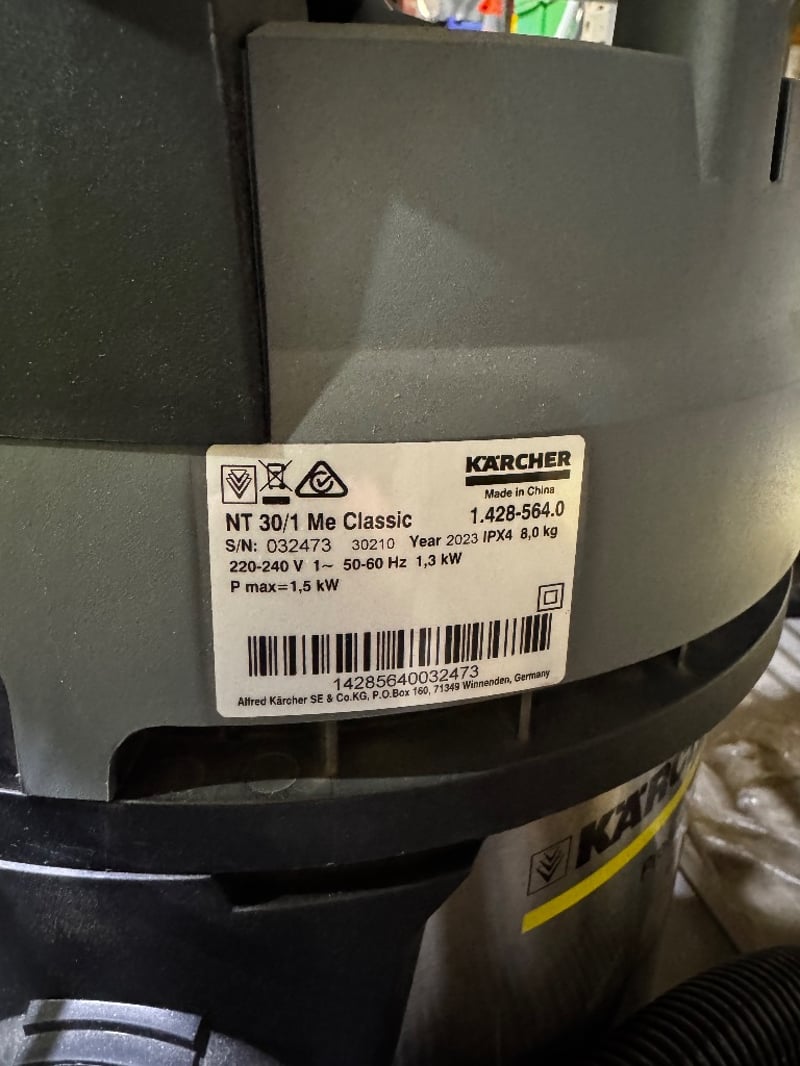 KÄRCHER
Made in China
NT 30/1 Me Classic 1.428-564.0
S/N: 032473 30210 Year 2023 IPX4 8,0 kg
220-240 V 1~ 50-60 Hz 1,3 kW
P max=1,5 kW
14285640032473
Alfred Kärcher SE & Co.KG, P.O.Box 160, 71349 Winnenden, Germany
KÄRC